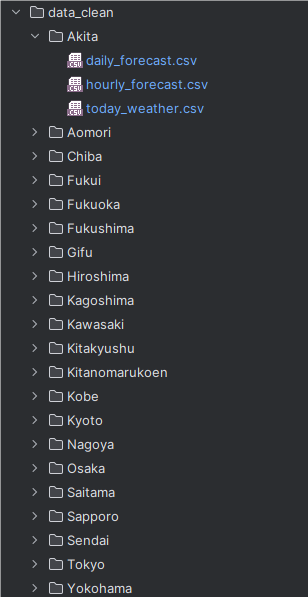 data_clean
Akita
daily_forecast.csv
hourly_forecast.csv
today_weather.csv
Aomori
Chiba
Fukui
Fukuoka
Fukushima
Gifu
Hiroshima
Kagoshima
Kawasaki
Kitakyushu
Kitanomarukoen
Kobe
Kyoto
Nagoya
Osaka
Saitama
Sapporo
Sendai
Tokyo
Yokohama